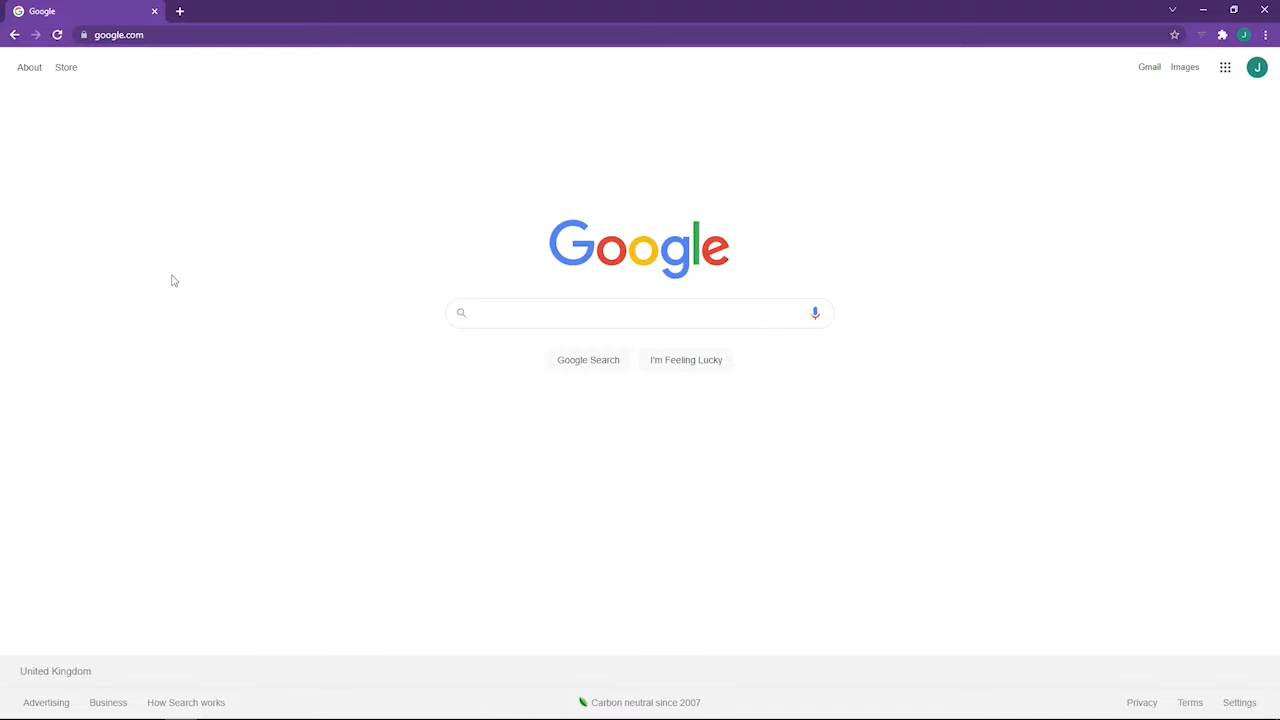 Google
google.com
J
About Store
Gmail Images
J
Google
Google Search I'm Feeling Lucky
United Kingdom
Advertising Business How Search works
Carbon neutral since 2007
Privacy Terms Settings